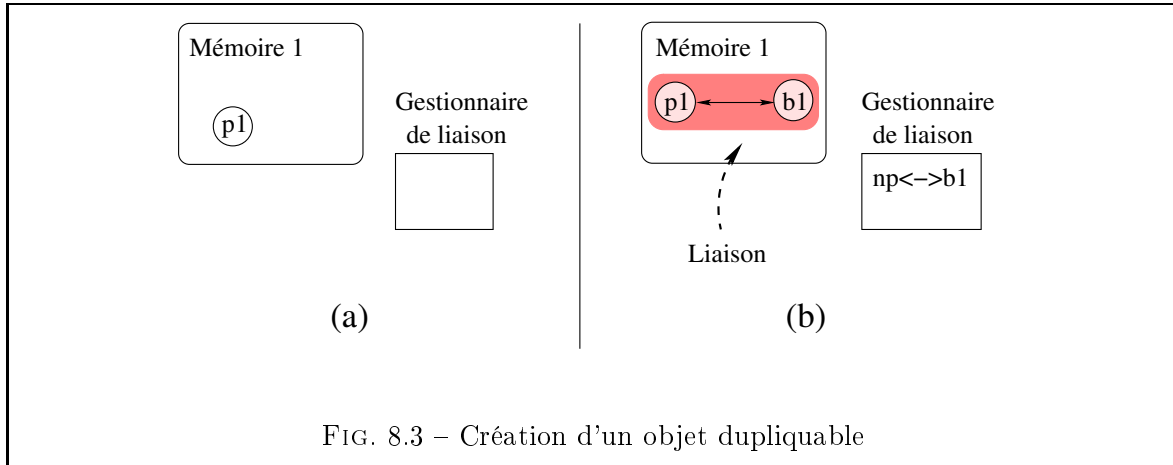 Mémoire 1
p1
Gestionnaire
de liaison
(a)
Mémoire 1
p1
b1
Gestionnaire
de liaison
np<->b1
Liaison
(b)
FIG. 8.3 – Création d'un objet dupliquable